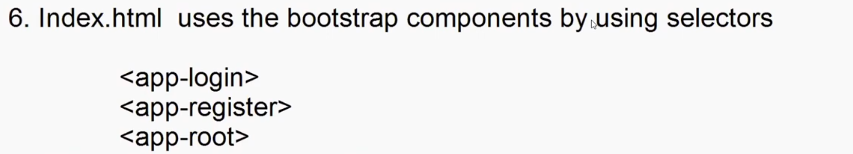 6. Index.html uses the bootstrap components by using selectors
<app-login>
<app-register>
<app-root>